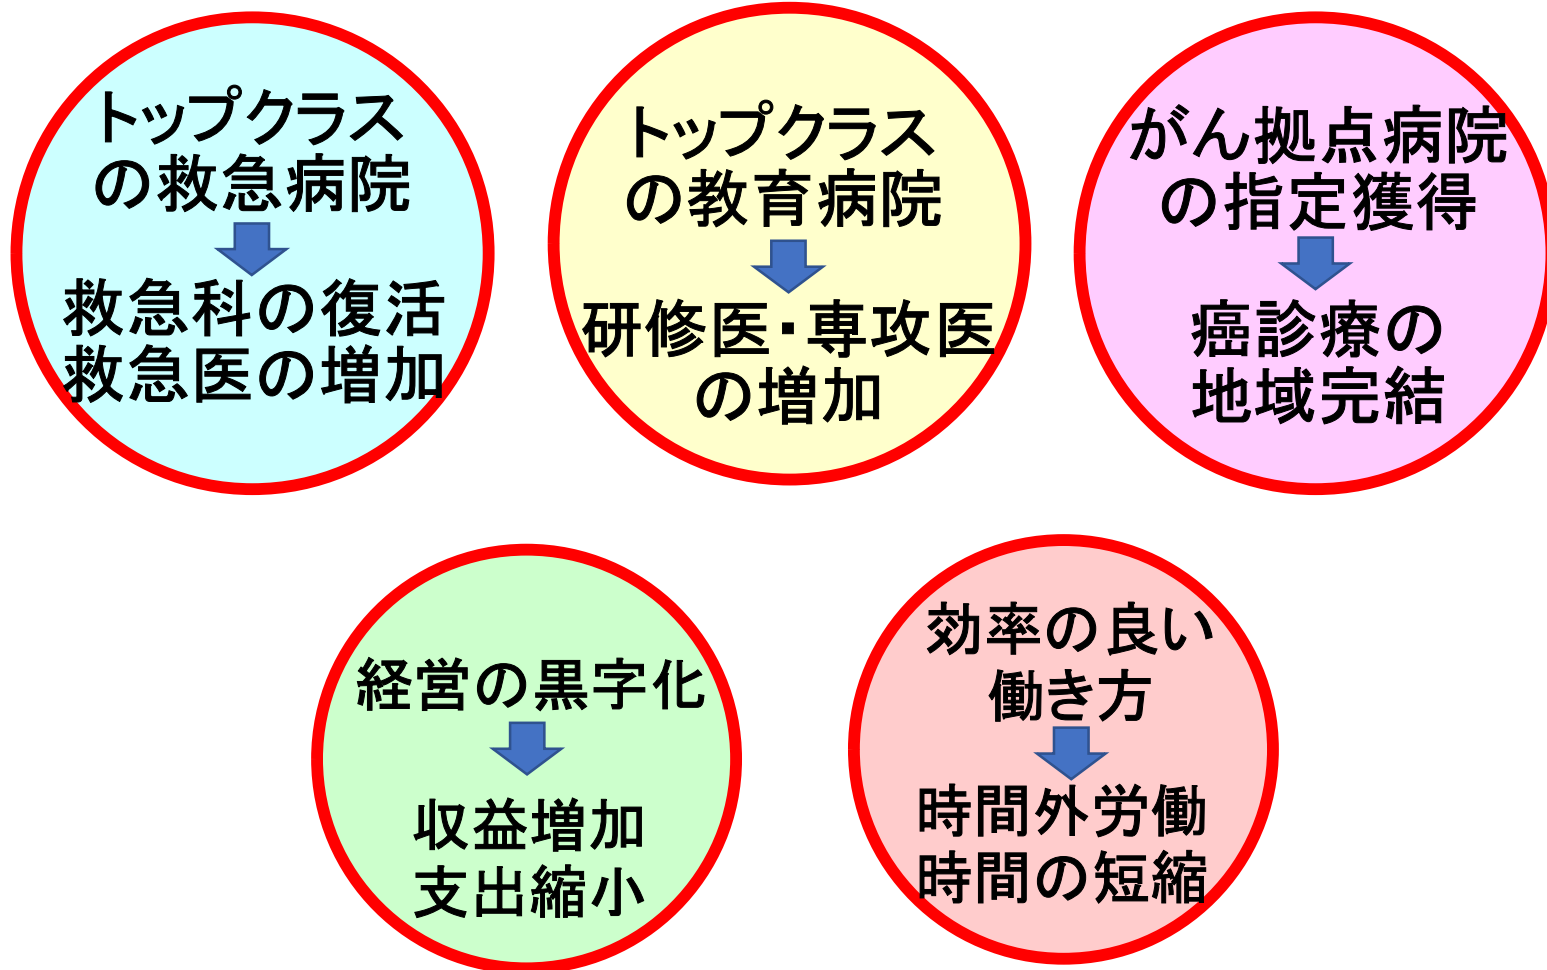 トップクラス
の救急病院
救急科の復活
救急医の増加
トップクラス
の教育病院
研修医・専攻医
の増加
がん拠点病院
の指定獲得
癌診療の
地域完結
経営の黒字化
収益増加
支出縮小
効率の良い
働き方
時間外労働
時間の短縮